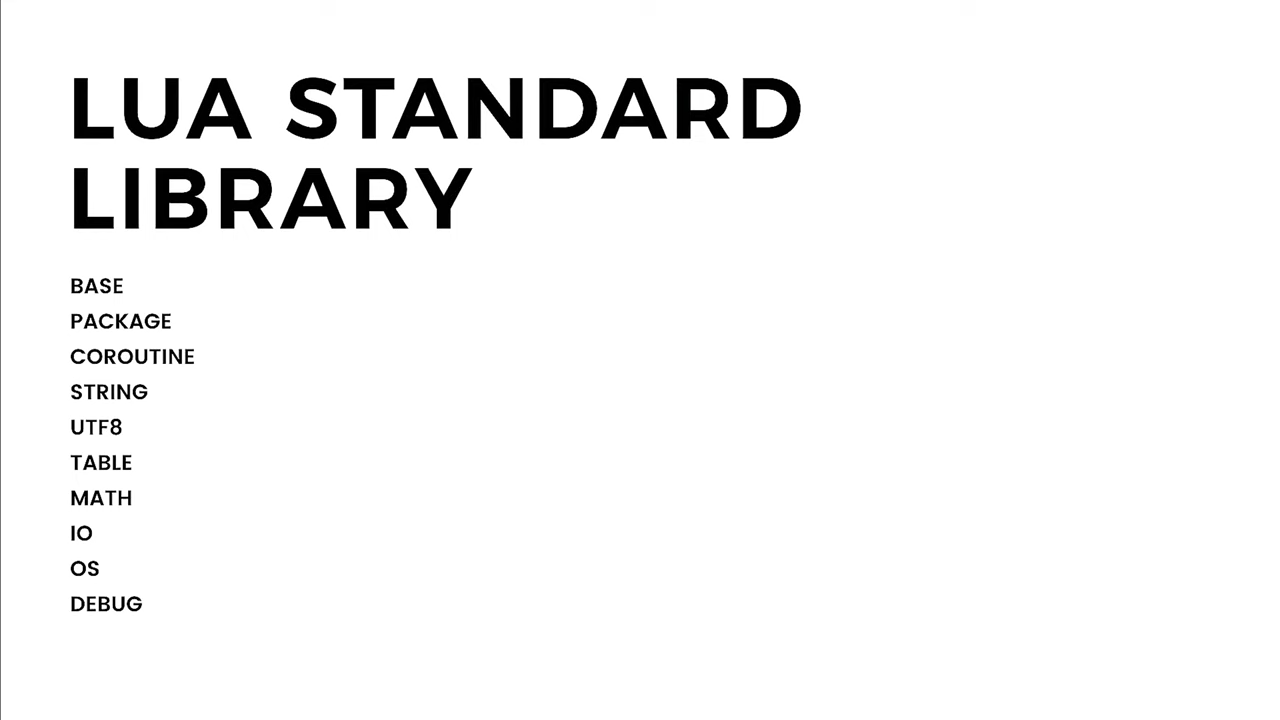 LUA STANDARD
LIBRARY
BASE
PACKAGE
COROUTINE
STRING
UTF8
TABLE
MATH
IO
OS
DEBUG